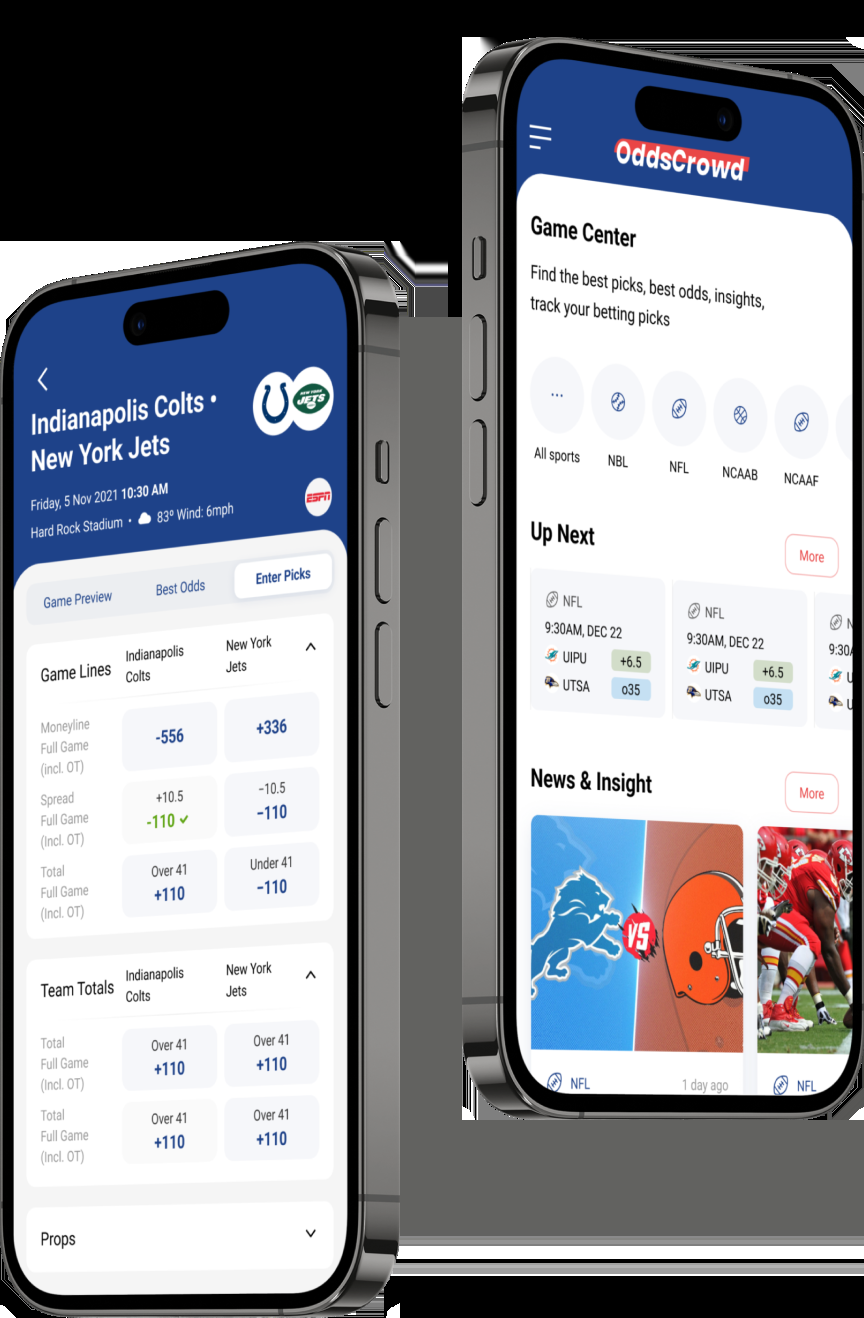 OddsCrowd
Game Center
Find the best picks, best odds, insights,
track your betting picks
...
All sports
NBL
NFL
NCAAB
NCAAF
Up Next
More
NFL
9:30AM, DEC 22
UIPU +6.5
UTSA o35
NFL
9:30AM, DEC 22
UIPU +6.5
UTSA o35
9:30A
News & Insight
More
VS
NFL 1 day ago
NFL
Indianapolis Colts •
New York Jets
NEW YORK
JETS
Friday, 5 Nov 2021 10:30 AM
Hard Rock Stadium • 83° Wind: 6mph
ESPN
Game Preview
Best Odds
Enter Picks
Game Lines
Indianapolis
Colts
New York
Jets
Moneyline
Full Game
(incl. OT)
-556
+336
Spread
Full Game
(Incl. OT)
+10.5
-110
−10.5
−110
Total
Full Game
(Incl. OT)
Over 41
+110
Under 41
−110
Team Totals
Indianapolis
Colts
New York
Jets
Total
Full Game
(Incl. OT)
Over 41
+110
Over 41
+110
Total
Full Game
(Incl. OT)
Over 41
+110
Over 41
+110
Props